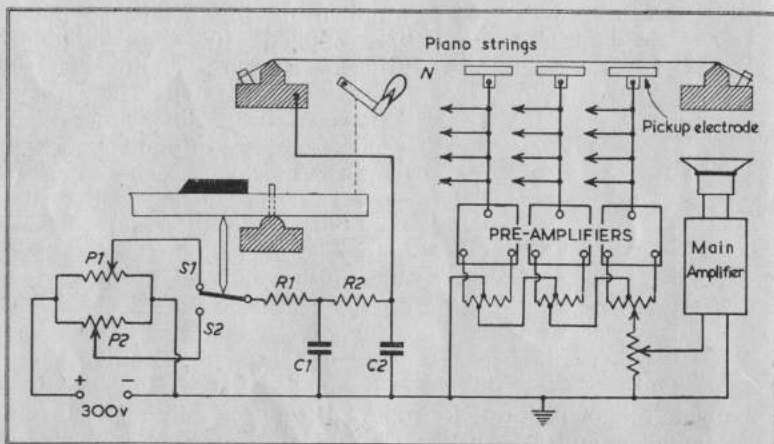 Piano strings
N
Pickup electrode
PRE-AMPLIFIERS
Main
Amplifier
P1
S1
R1
R2
P2
S2
C1
C2
+
−
300v